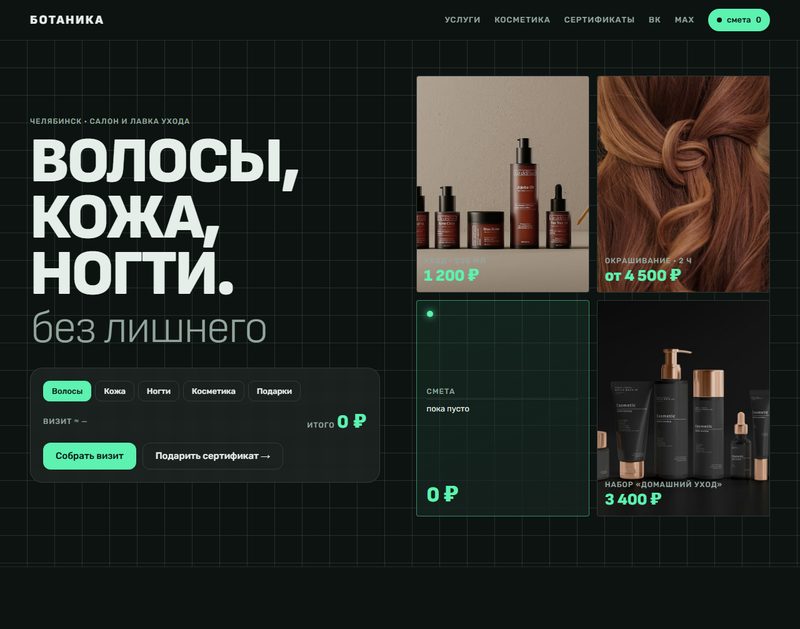 БОТАНИКА
УСЛУГИ КОСМЕТИКА СЕРТИФИКАТЫ ВК MAX
смета 0
ЧЕЛЯБИНСК · САЛОН И ЛАВКА УХОДА
ВОЛОСЫ,
КОЖА,
НОГТИ.
без лишнего
Волосы Кожа Ногти Косметика Подарки
ВИЗИТ ≈ —
ИТОГО 0 ₽
Собрать визит Подарить сертификат →
1 200 ₽
ОКРАШИВАНИЕ · 2 Ч
от 4 500 ₽
СМЕТА
пока пусто
0 ₽
НАБОР «ДОМАШНИЙ УХОД»
3 400 ₽